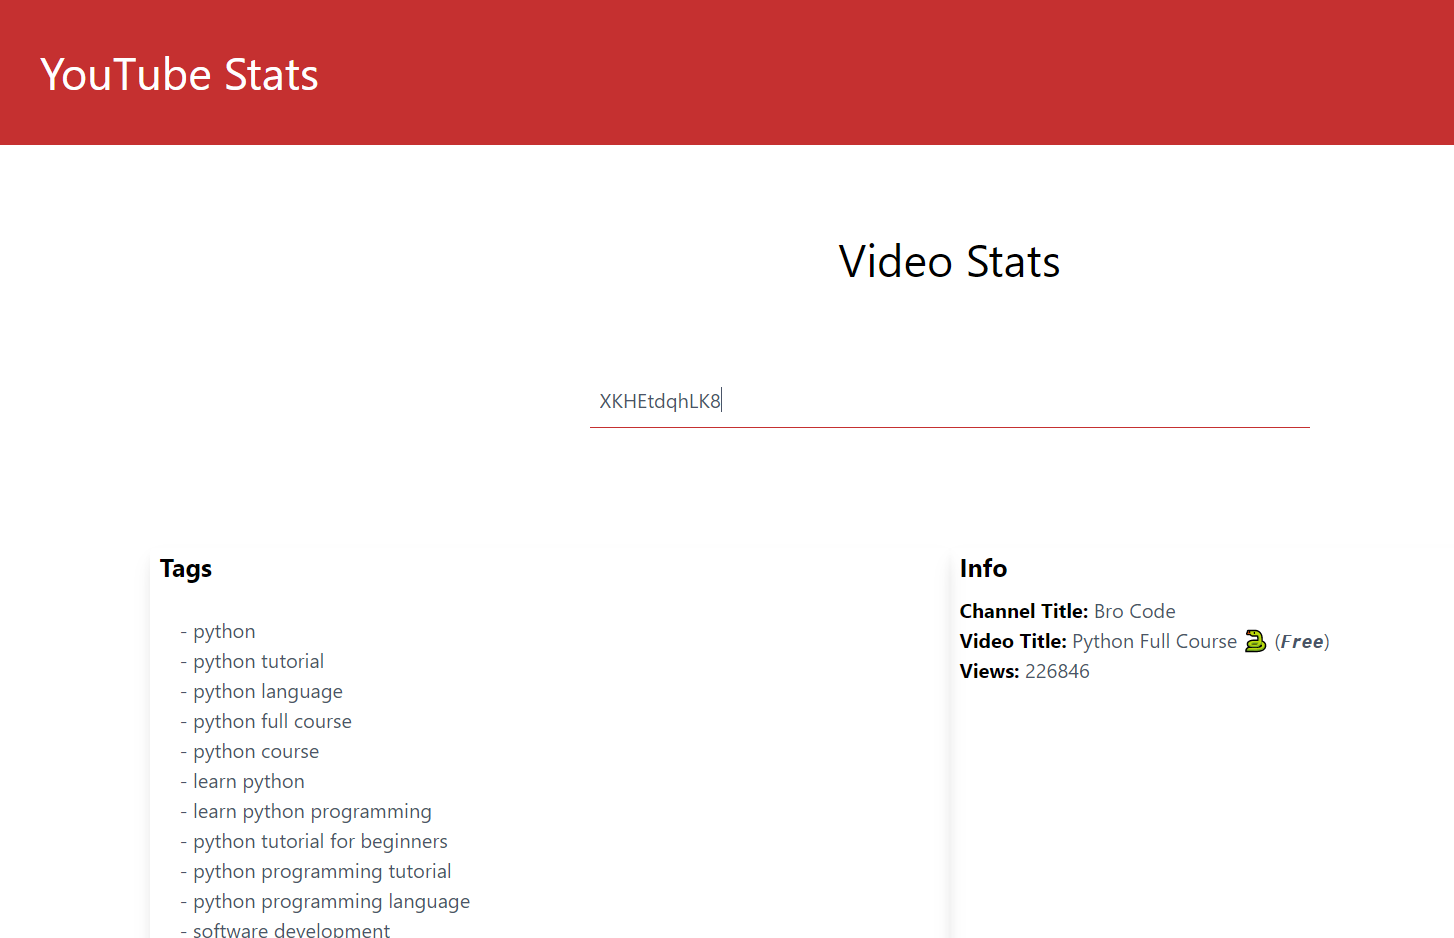 YouTube Stats
Video Stats
XKHEtdqhLK8
Tags
- python
- python tutorial
- python language
- python full course
- python course
- learn python
- learn python programming
- python tutorial for beginners
- python programming tutorial
- python programming language
- software development
Info
Channel Title: Bro Code
Video Title: Python Full Course 🐍 (𝙁𝙧𝙚𝙚)
Views: 226846